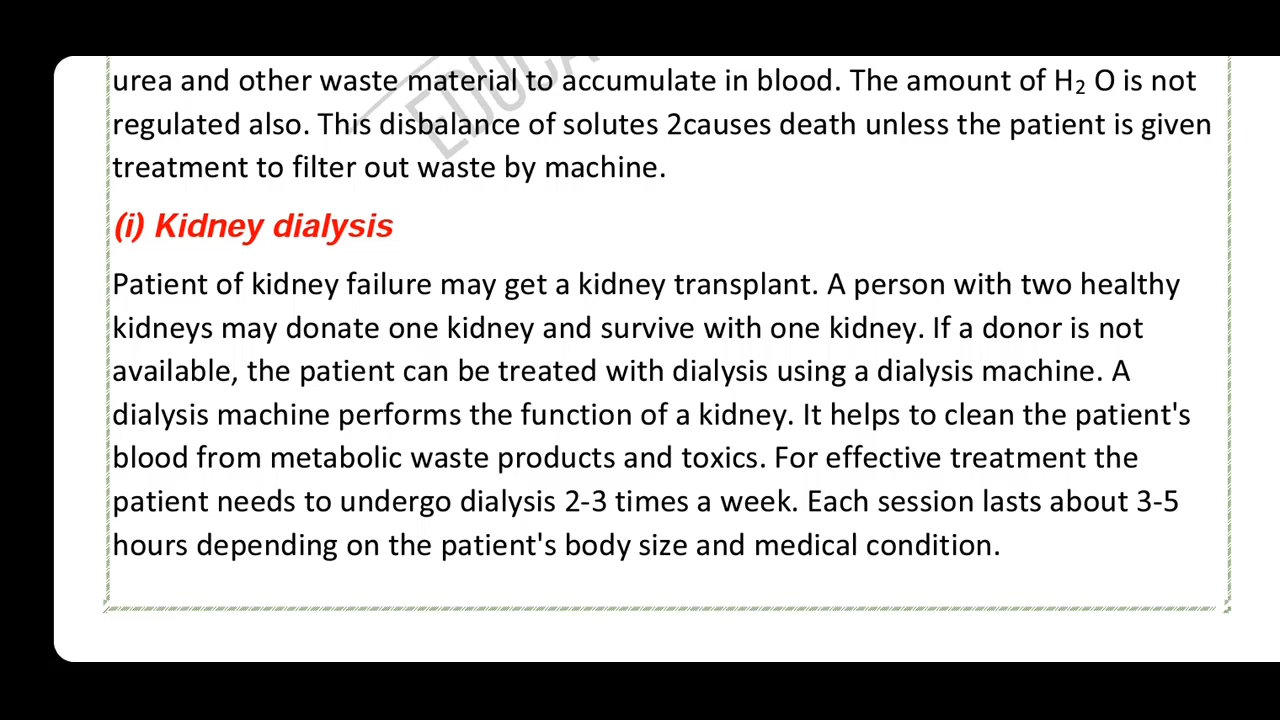 urea and other waste material to accumulate in blood. The amount of H₂ O is not
regulated also. This disbalance of solutes 2causes death unless the patient is given
treatment to filter out waste by machine.
(i) Kidney dialysis
Patient of kidney failure may get a kidney transplant. A person with two healthy
kidneys may donate one kidney and survive with one kidney. If a donor is not
available, the patient can be treated with dialysis using a dialysis machine. A
dialysis machine performs the function of a kidney. It helps to clean the patient's
blood from metabolic waste products and toxics. For effective treatment the
patient needs to undergo dialysis 2-3 times a week. Each session lasts about 3-5
hours depending on the patient's body size and medical condition.